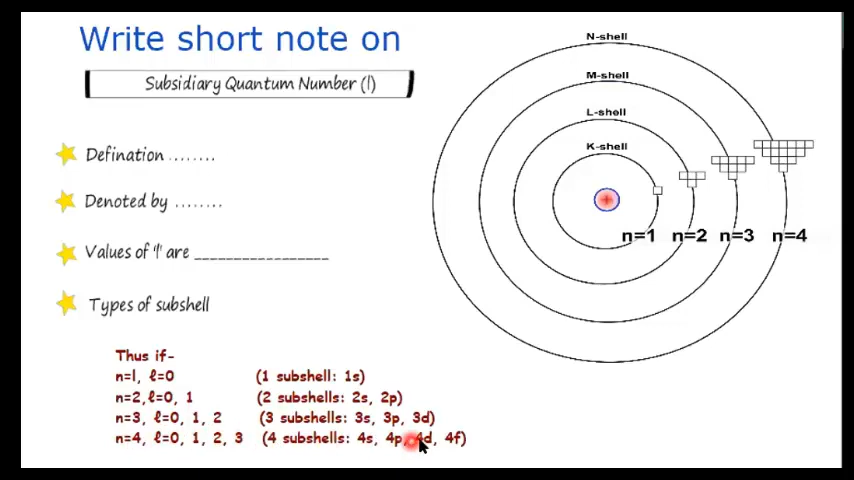 Write short note on
Subsidiary Quantum Number (l)
Defination ........
Denoted by ........
Values of 'l' are _________________
Types of subshell
Thus if-
n=l, ℓ=0 (1 subshell: 1s)
n=2,ℓ=0, 1 (2 subshells: 2s, 2p)
n=3, ℓ=0, 1, 2 (3 subshells: 3s, 3p, 3d)
n=4, ℓ=0, 1, 2, 3 (4 subshells: 4s, 4p, 4d, 4f)
N-shell
M-shell
L-shell
K-shell
+
n=1 n=2 n=3 n=4